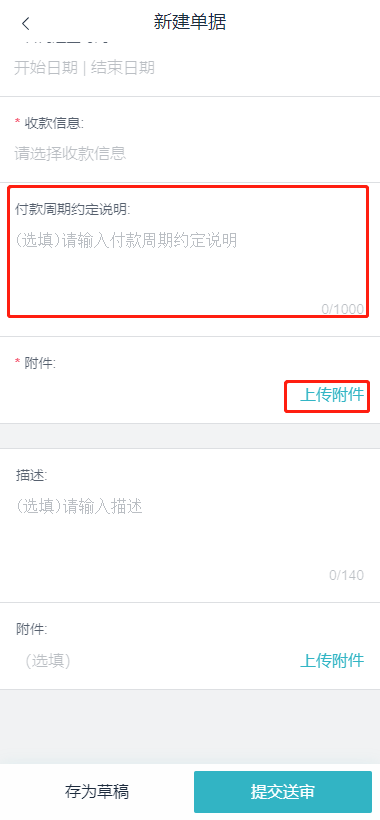 新建单据
开始日期 | 结束日期
* 收款信息:
请选择收款信息
付款周期约定说明:
(选填)请输入付款周期约定说明
0/1000
* 附件:
上传附件
描述:
(选填)请输入描述
0/140
附件:
(选填)
上传附件
存为草稿
提交送审